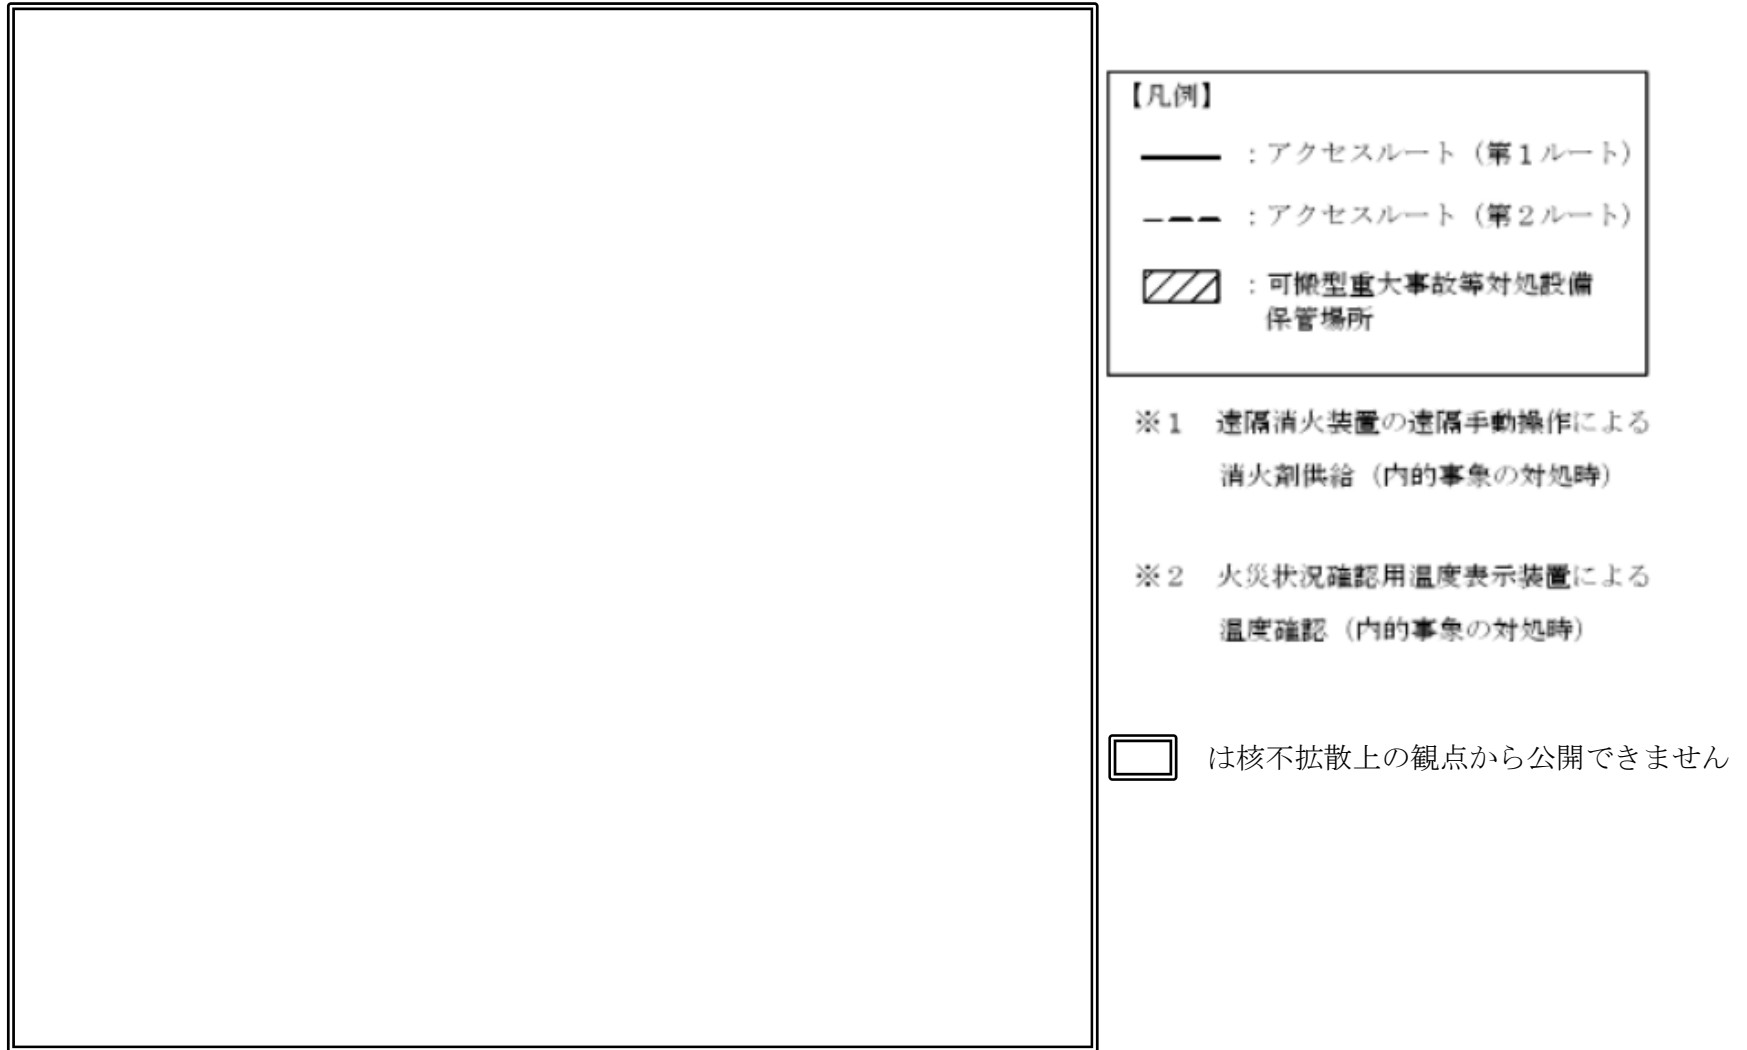 【凡例】
：アクセスルート（第１ルート）
：アクセスルート（第２ルート）
：可搬型重大事故等対処設備
保管場所
※１　遠隔消火装置の遠隔手動操作による
消火剤供給（内的事象の対処時）
※２　火災状況確認用温度表示装置による
温度確認（内的事象の対処時）
は核不拡散上の観点から公開できません